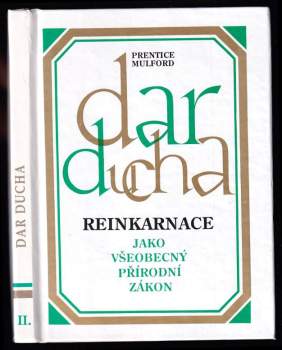 PRENTICE
MULFORD
dar
ducha
REINKARNACE
JAKO
VŠEOBECNÝ
PŘÍRODNÍ
ZÁKON
DAR DUCHA
II.